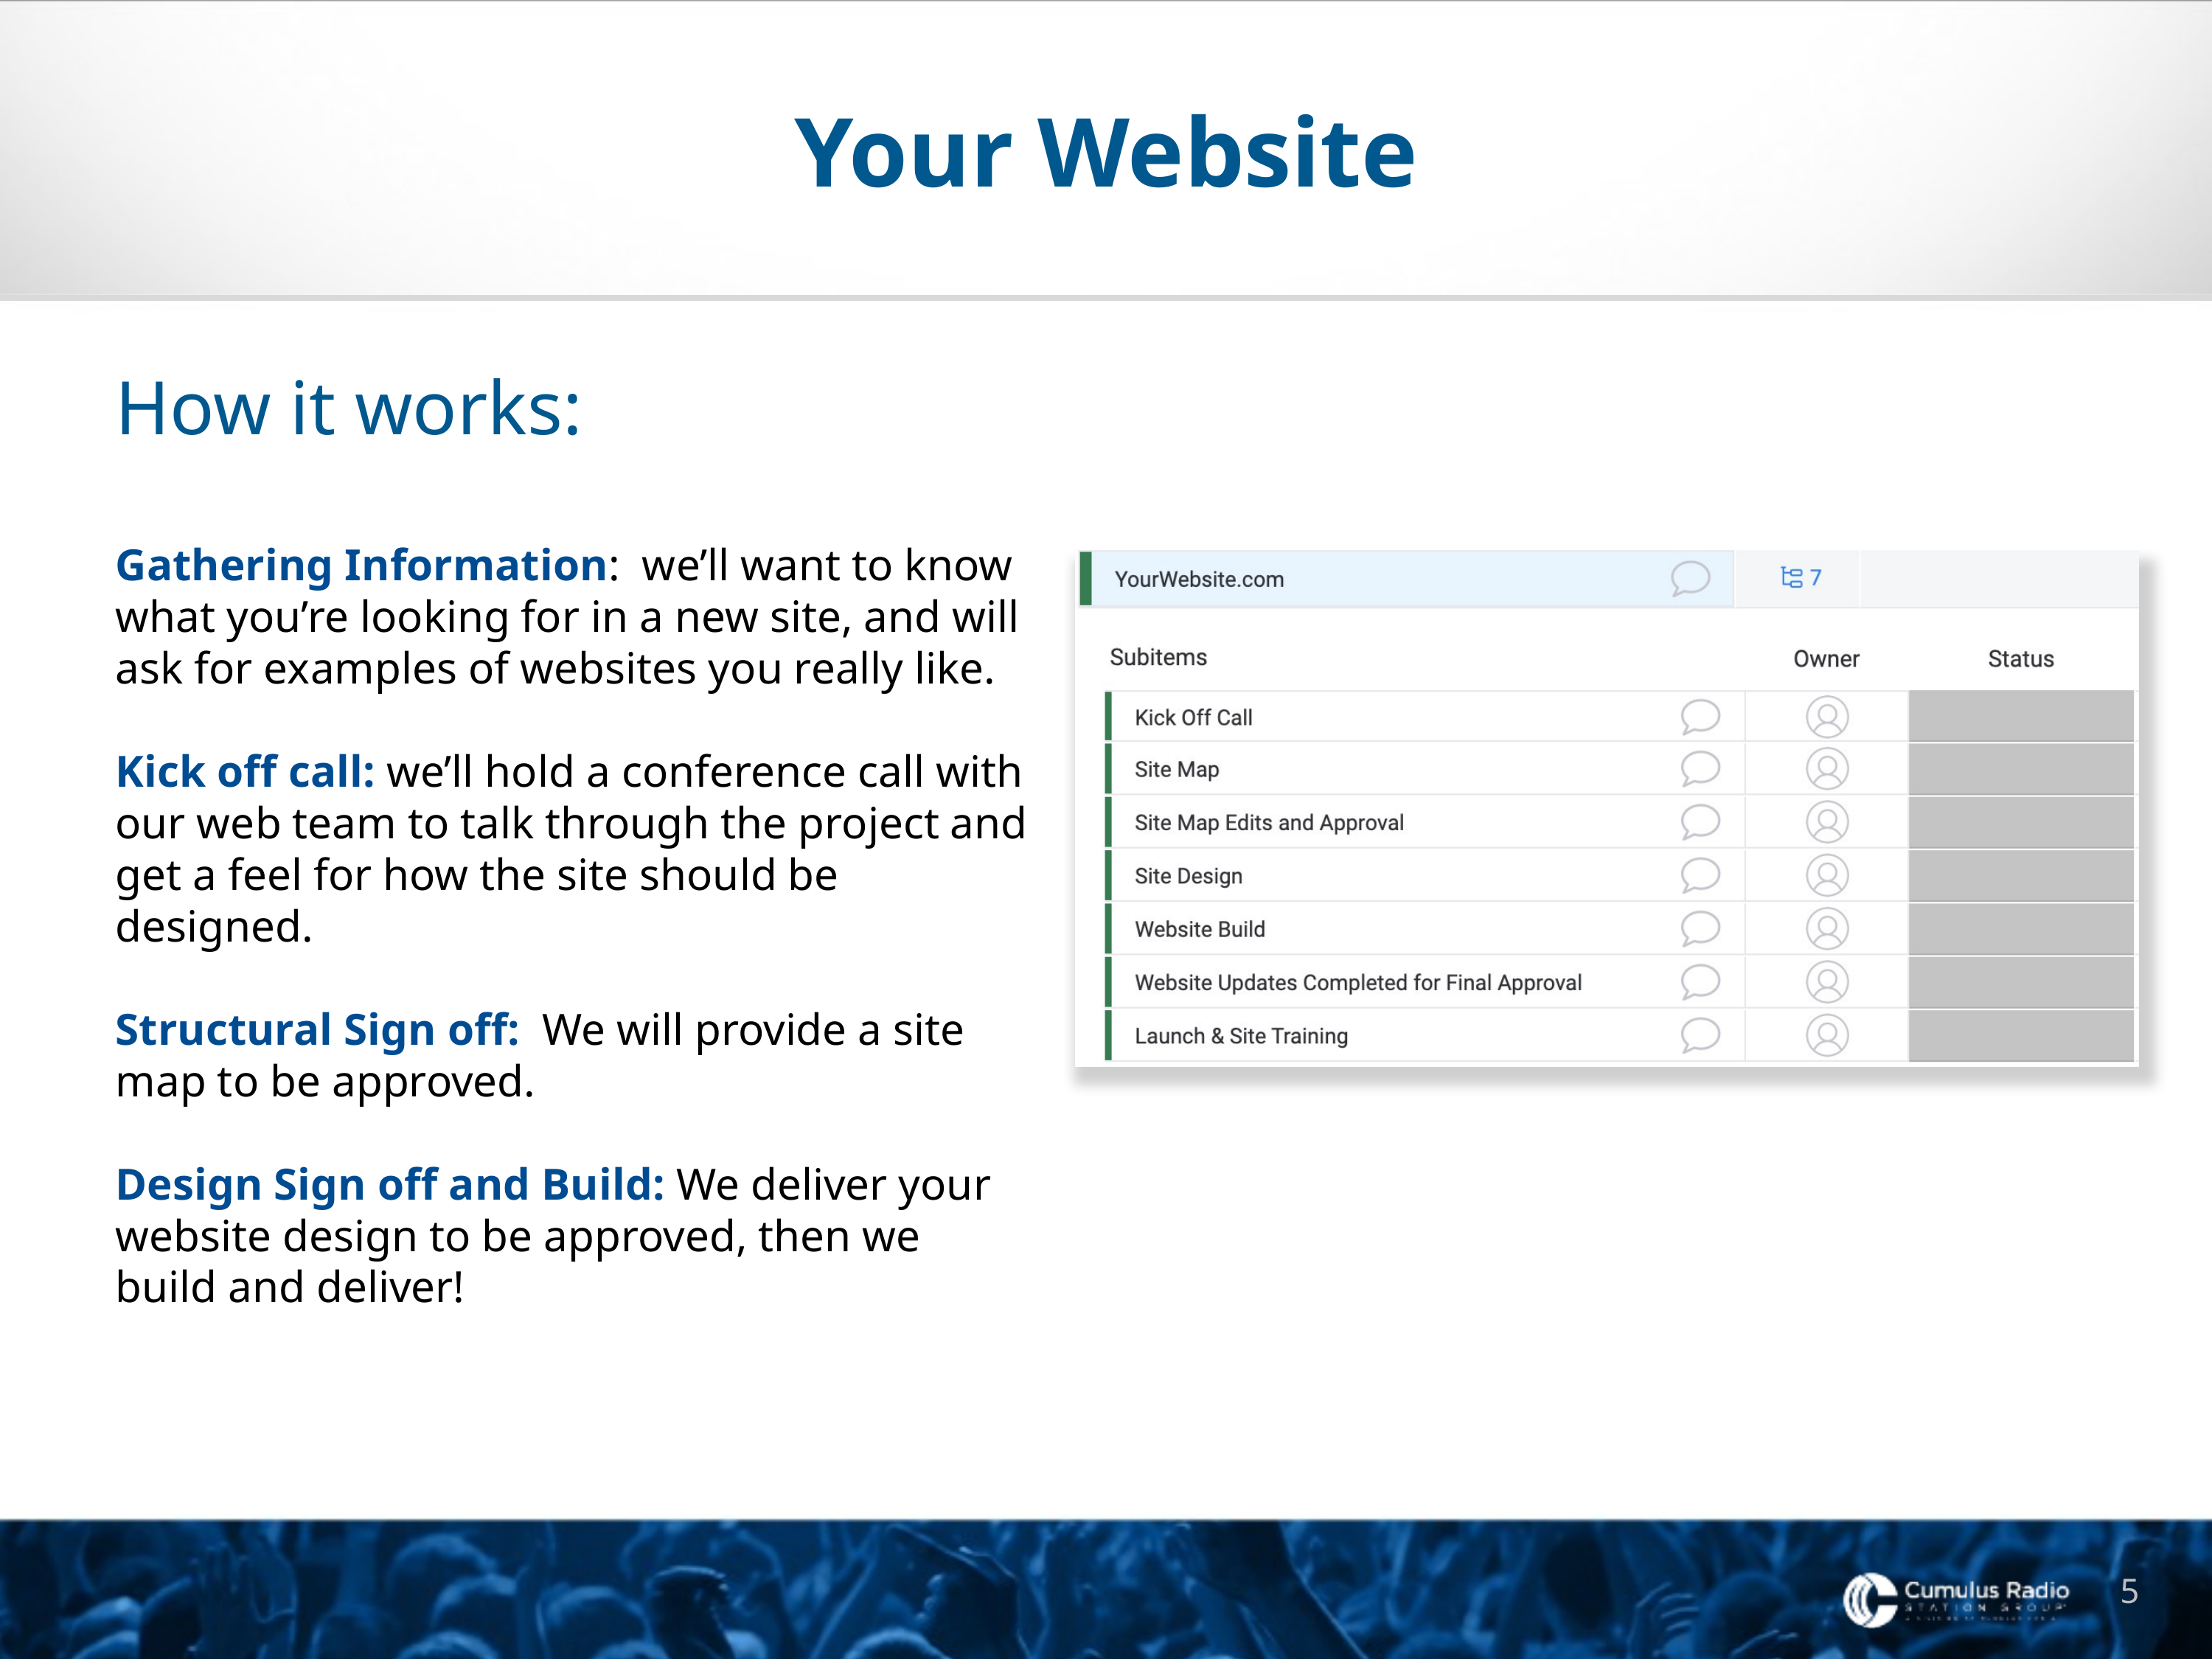 Your Website
How it works:
Gathering Information:  we’ll want to know
what you’re looking for in a new site, and will
ask for examples of websites you really like.
Kick off call: we’ll hold a conference call with
our web team to talk through the project and
get a feel for how the site should be
designed.
Structural Sign off:  We will provide a site
map to be approved.
Design Sign off and Build: We deliver your
website design to be approved, then we
build and deliver!
YourWebsite.com 7
Subitems Owner Status
Kick Off Call
Site Map
Site Map Edits and Approval
Site Design
Website Build
Website Updates Completed for Final Approval
Launch & Site Training
Cumulus Radio
STATION GROUP
5